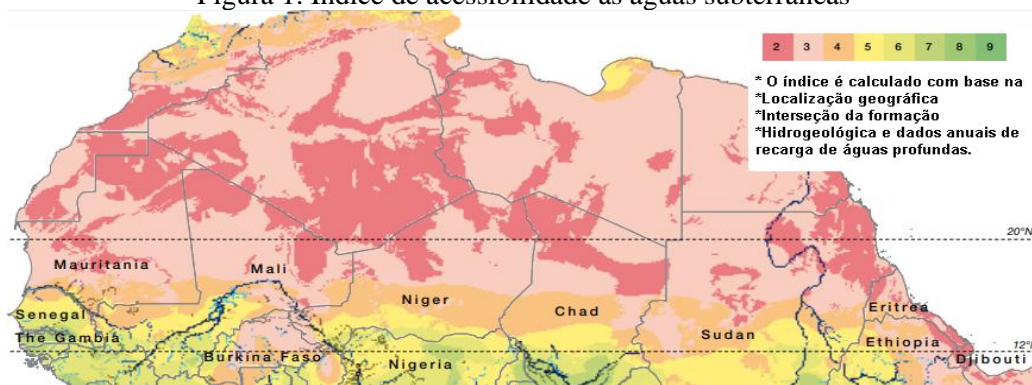 Figura 1: Índice de acessibilidade às águas subterrâneas
2 3 4 5 6 7 8 9
* O índice é calculado com base na
*Localização geográfica
*Interseção da formação
*Hidrogeológica e dados anuais de
recarga de águas profundas.
20°N
Mauritania
Mali
Niger
Chad
Sudan
Eritrea
Senegal
The Gambia
Burkina Faso
Nigeria
Ethiopia
12°N
Djibouti